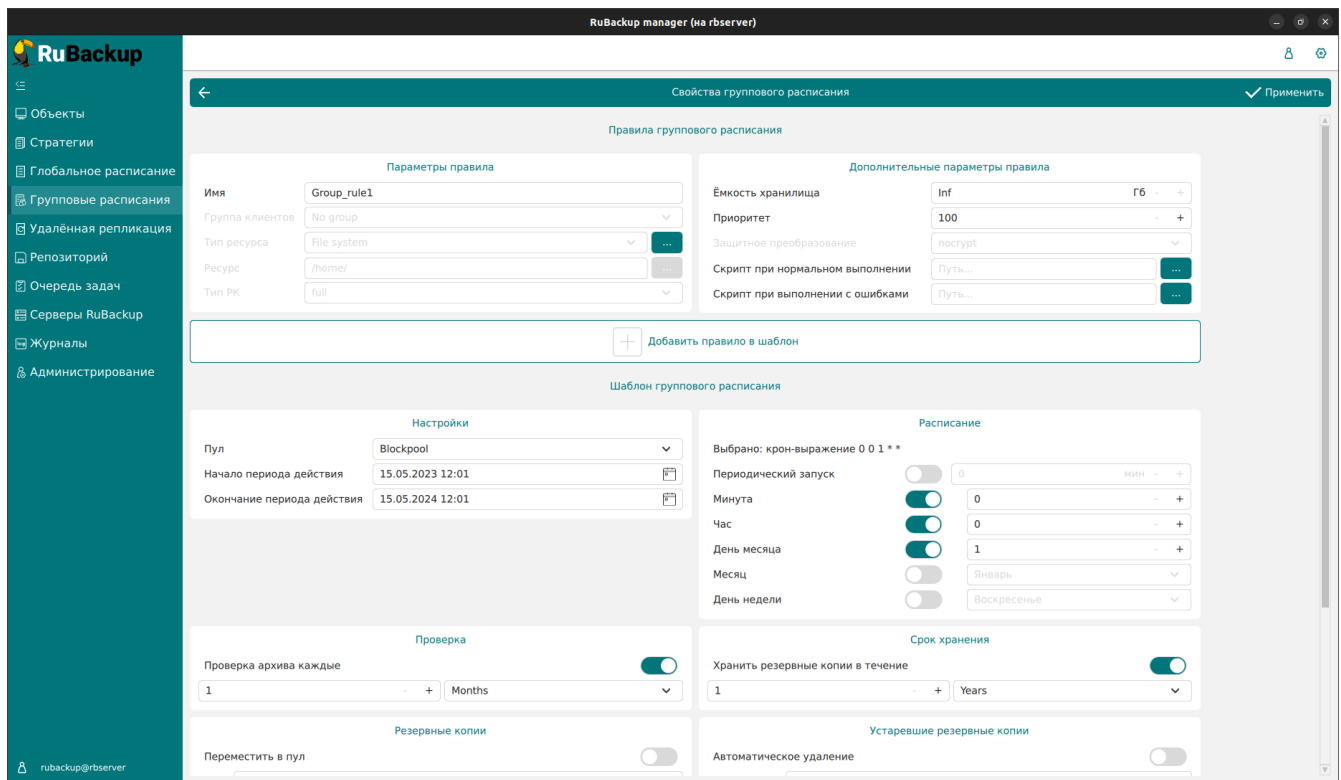 RuBackup manager (на rbserver)
RuBackup
Объекты
Стратегии
Глобальное расписание
Групповые расписания
Удалённая репликация
Репозиторий
Очередь задач
Серверы RuBackup
Журналы
Администрирование
rubackup@rbserver
Свойства группового расписания
Применить
Правила группового расписания
Параметры правила
Имя Group_rule1
Группа клиентов No group
Тип ресурса File system ...
Ресурс /home/ ...
Тип РК full
Дополнительные параметры правила
Ёмкость хранилища Inf Гб - +
Приоритет 100 - +
Защитное преобразование nocrypt
Скрипт при нормальном выполнении Путь... ...
Скрипт при выполнении с ошибками Путь... ...
Добавить правило в шаблон
Шаблон группового расписания
Настройки
Пул Blockpool
Начало периода действия 15.05.2023 12:01
Окончание периода действия 15.05.2024 12:01
Расписание
Выбрано: крон-выражение 0 0 1 * *
Периодический запуск 0 мин - +
Минута 0 - +
Час 0 - +
День месяца 1 - +
Месяц Январь
День недели Воскресенье
Проверка
Проверка архива каждые
1 - + Months
Срок хранения
Хранить резервные копии в течение
1 - + Years
Резервные копии
Переместить в пул
Устаревшие резервные копии
Автоматическое удаление